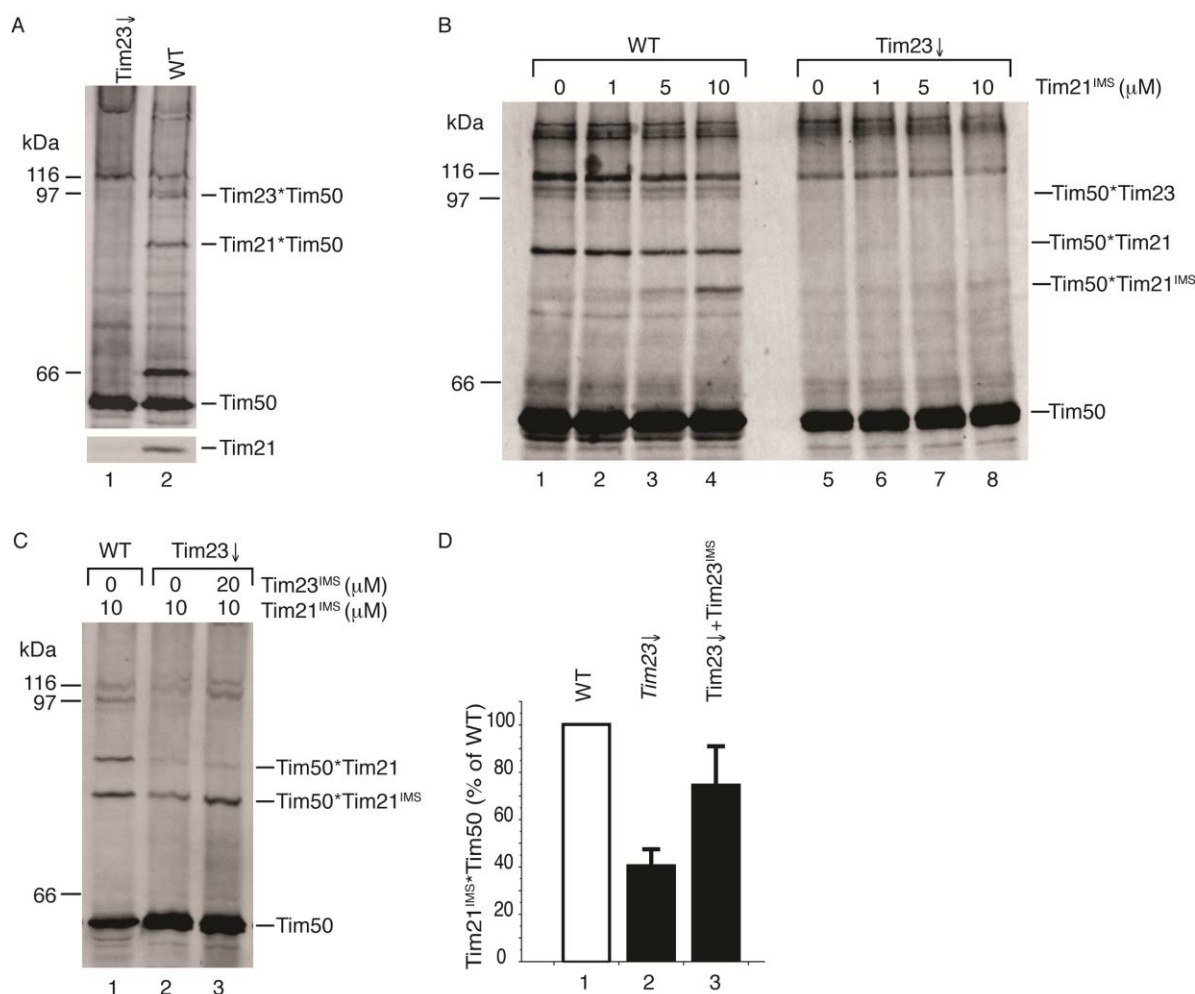 A
Tim23↓
WT
kDa
116
97
66
Tim23*Tim50
Tim21*Tim50
Tim50
Tim21
1 2
B
WT Tim23↓
0 1 5 10 0 1 5 10 Tim21IMS (μM)
kDa
116
97
66
Tim50*Tim23
Tim50*Tim21
Tim50*Tim21IMS
Tim50
1 2 3 4 5 6 7 8
C
WT Tim23↓
0 0 20 Tim23IMS (μM)
10 10 10 Tim21IMS (μM)
kDa
116
97
66
Tim50*Tim21
Tim50*Tim21IMS
Tim50
1 2 3
D
WT
Tim23↓
Tim23↓+Tim23IMS
Tim21IMS*Tim50 (% of WT)
100
80
60
40
20
0
1 2 3